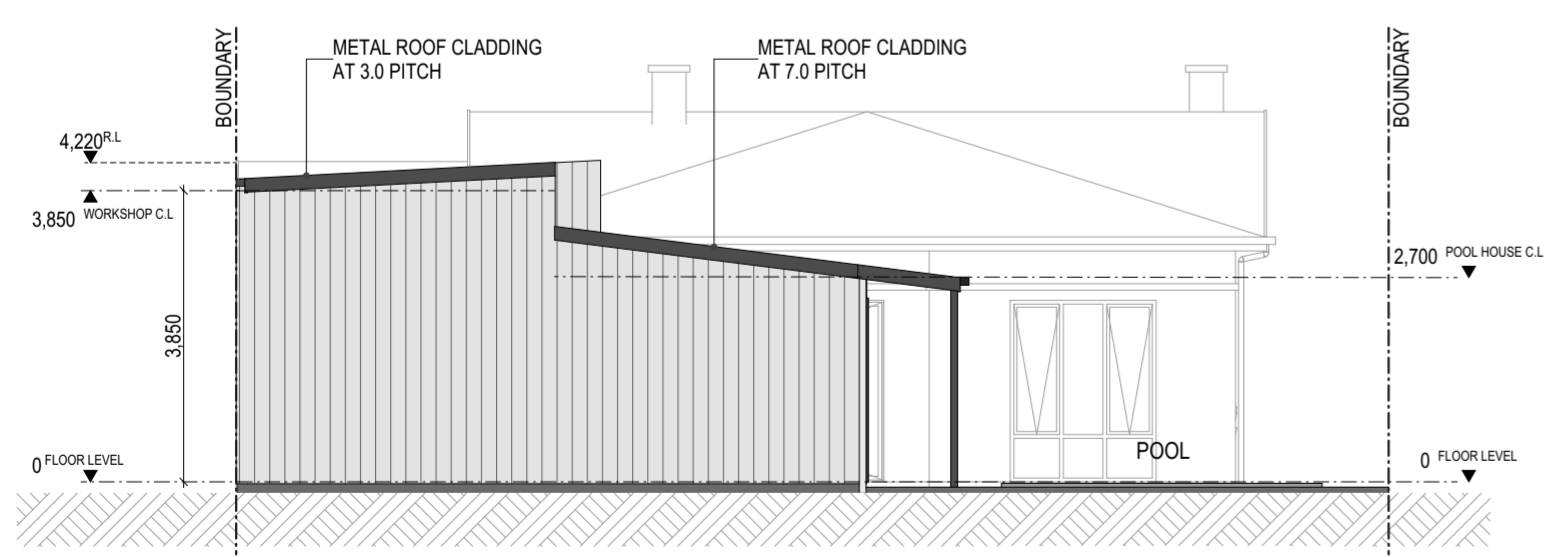 BOUNDARY
METAL ROOF CLADDING
AT 3.0 PITCH
METAL ROOF CLADDING
AT 7.0 PITCH
BOUNDARY
4,220 R.L
3,850 WORKSHOP C.L
2,700 POOL HOUSE C.L
3,850
POOL
0 FLOOR LEVEL
0 FLOOR LEVEL